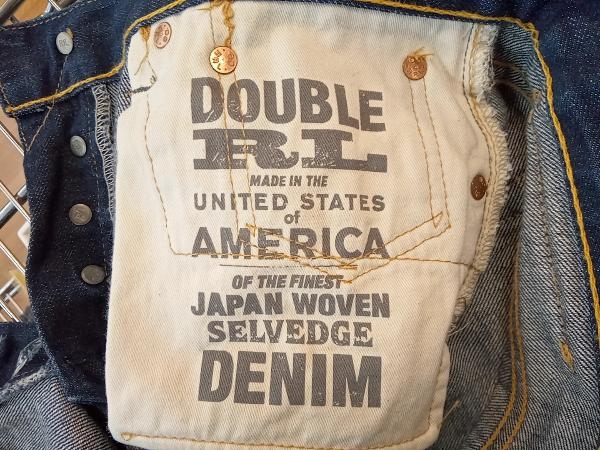 DOUBLE
RL
MADE IN THE
UNITED STATES
of
AMERICA
OF THE FINEST
JAPAN WOVEN
SELVEDGE
DENIM